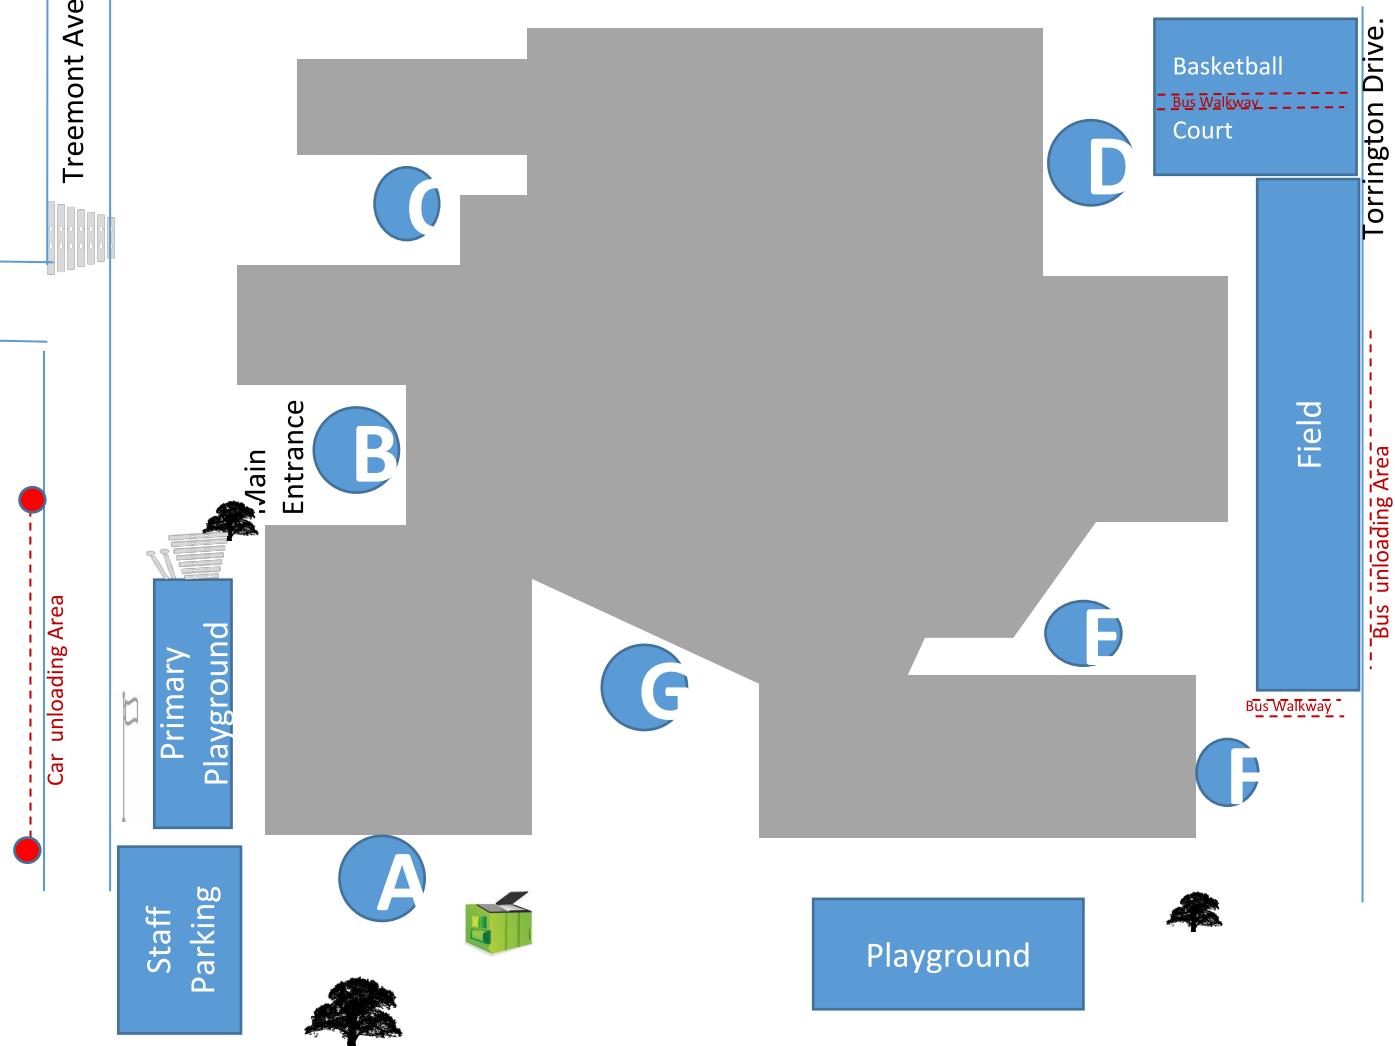 Treemont Ave
Basketball
Bus Walkway
Court
Torrington Drive.
D
C
Main
Entrance
B
Field
Bus unloading Area
Car unloading Area
Primary
Playground
G
E
Bus Walkway
F
A
Staff
Parking
Playground